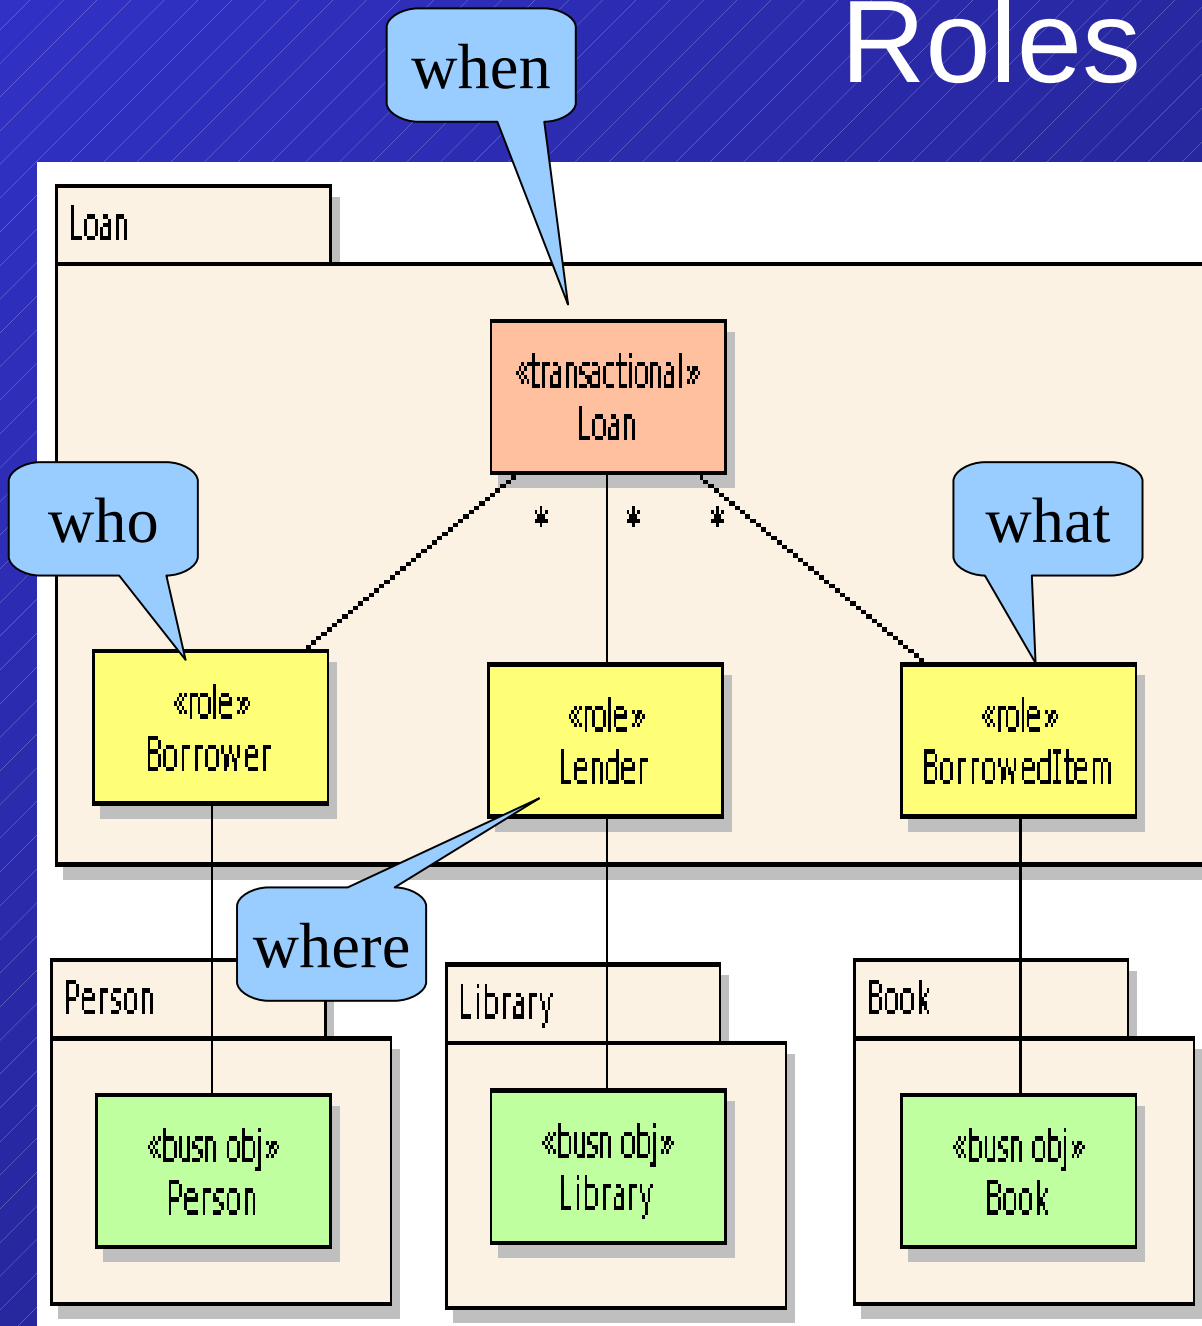 Roles
when
Loan
«transactional»
Loan
* * *
who
what
«role»
Borrower
«role»
Lender
«role»
BorrowedItem
where
Person
Library
Book
«busn obj»
Person
«busn obj»
Library
«busn obj»
Book